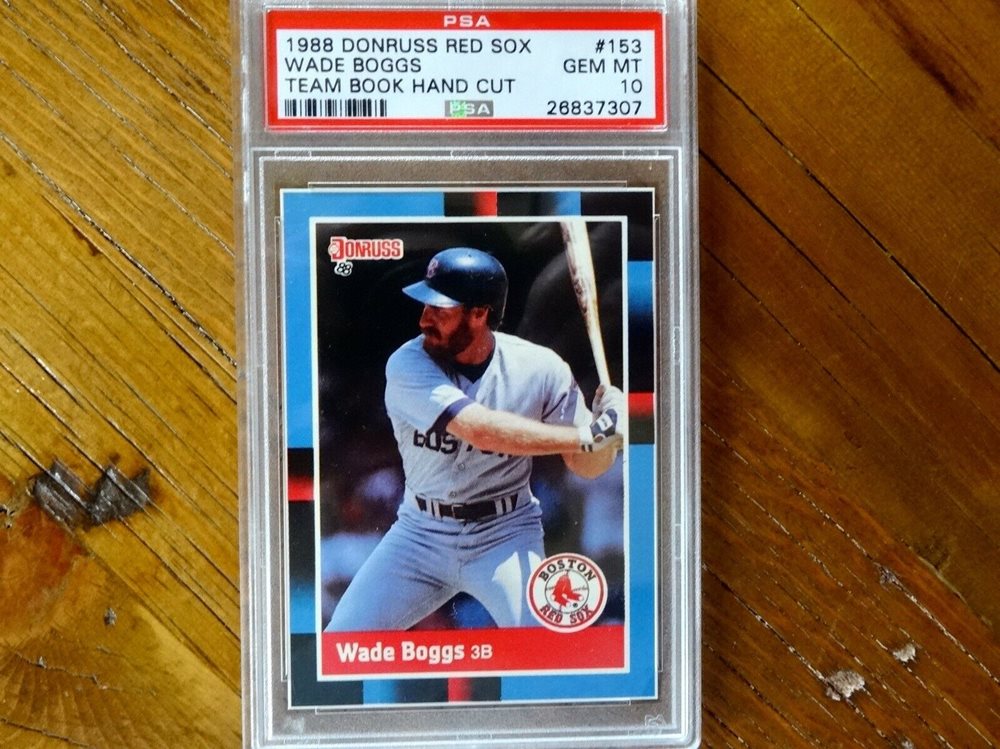 PSA
1988 DONRUSS RED SOX #153
WADE BOGGS GEM MT
TEAM BOOK HAND CUT 10
PSA 26837307
DONRUSS
'88
BOSTON
BOSTON
RED SOX
Wade Boggs 3B